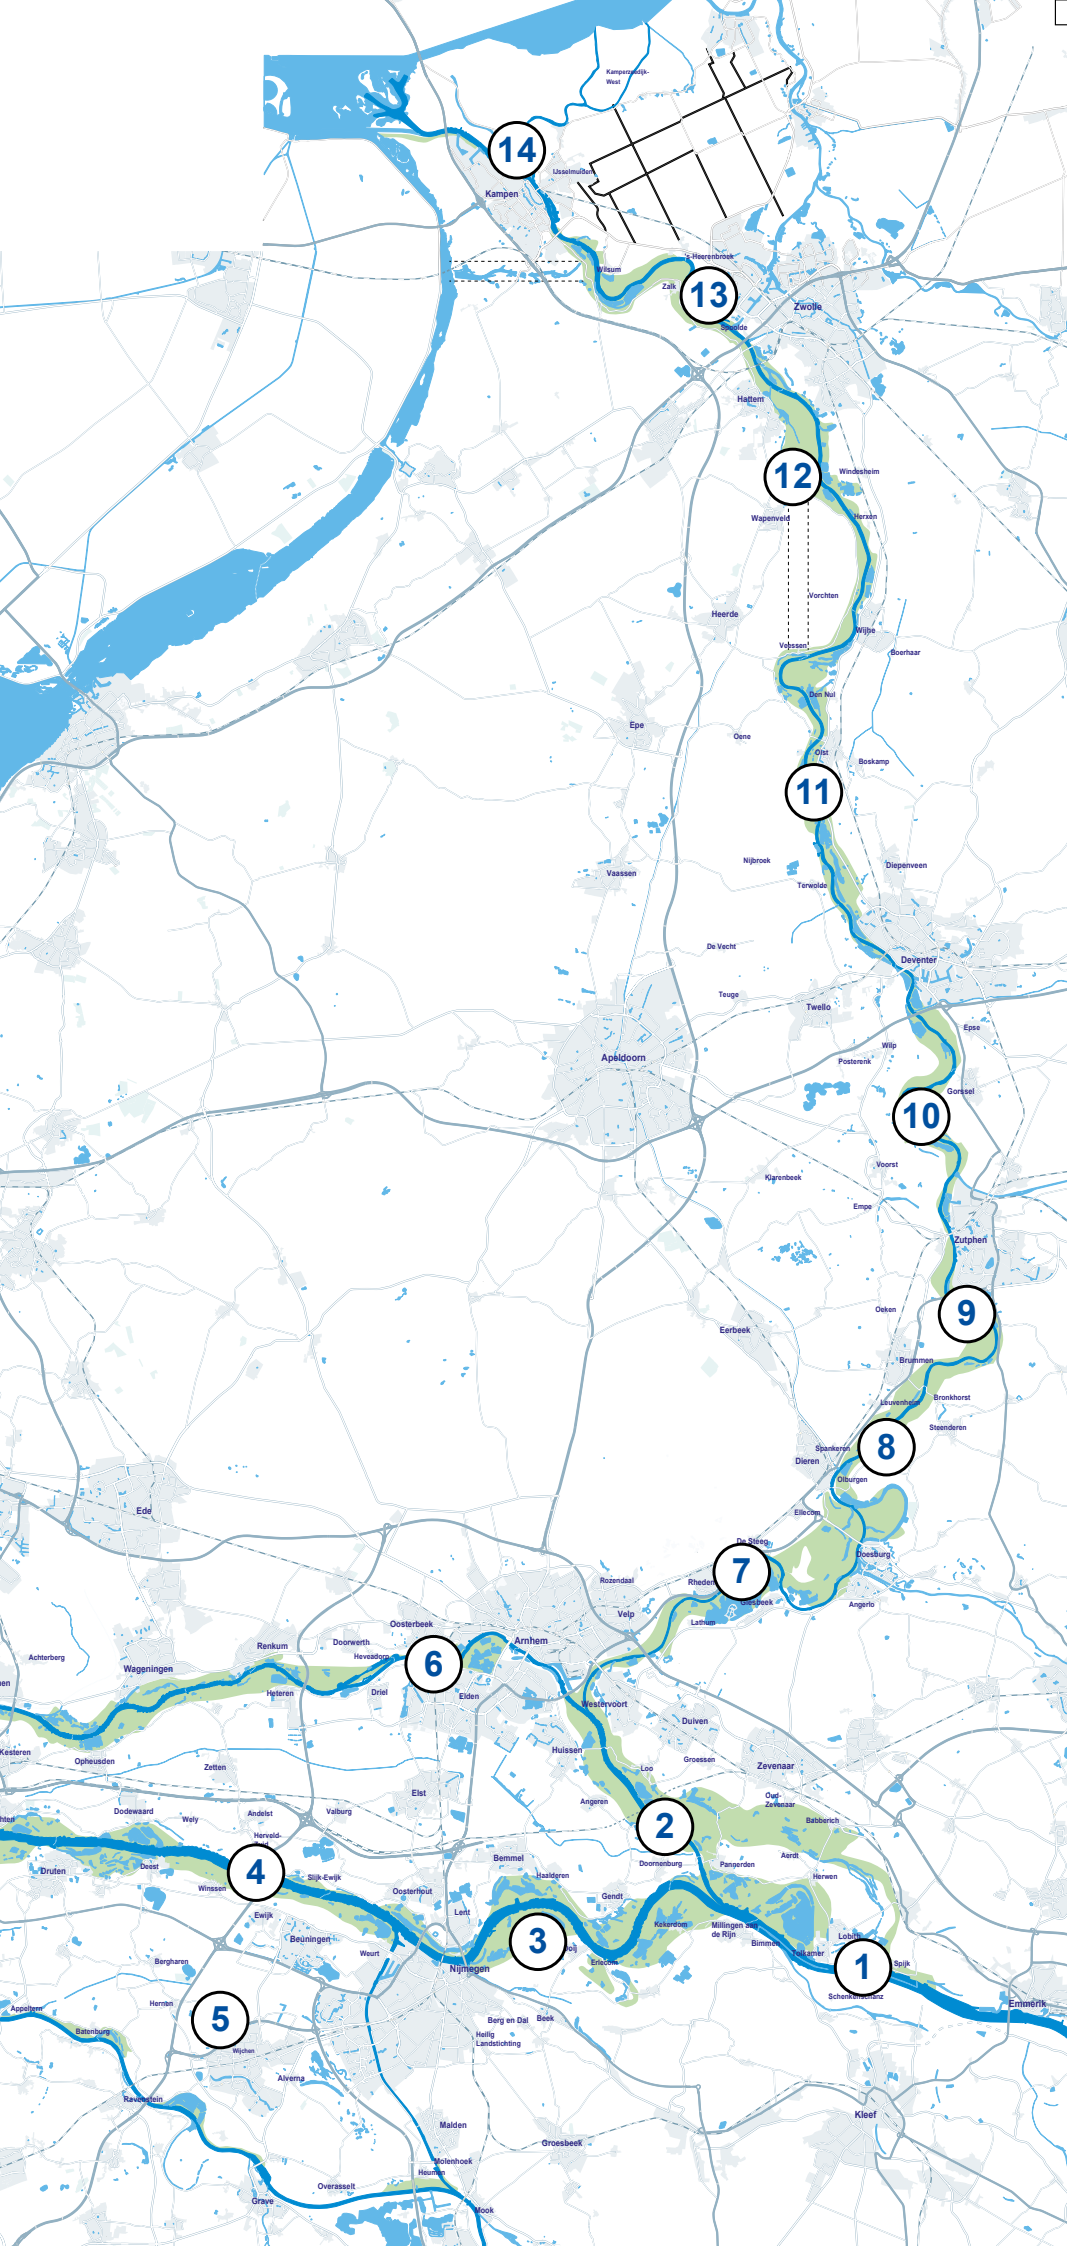 Kamperzeedijk-
West
14
IJsselmuiden
Kampen
's-Heerenbroek
Wilsum
Zalk
13
Zwolle
Spoolde
Hattem
Windesheim
12
Wapenveld
Herxen
Vorchten
Heerde
Wijhe
Veessen
Boerhaar
Den Nul
Epe
Oene
Olst
Boskamp
11
Nijbroek
Diepenveen
Vaassen
Terwolde
De Vecht
Deventer
Teuge
Twello
Epse
Wilp
Posterenk
Apeldoorn
Gorssel
10
Voorst
Klarenbeek
Empe
Zutphen
Oeken
9
Eerbeek
Brummen
Bronkhorst
Leuvenheim
Steenderen
Spankeren
8
Dieren
Olburgen
Ede
Ellecom
De Steeg
Doesburg
7
Rozendaal
Rheden
Giesbeek
Angerlo
Velp
Lathum
Oosterbeek
Arnhem
Doorwerth
Renkum
Heveadorp
Achterberg
6
Wageningen
Heteren
Driel
Elden
Westervoort
Duiven
Kesteren
Huissen
Opheusden
Groessen
Zetten
Loo
Zevenaar
Elst
Oud-
Zevenaar
Angeren
Dodewaard
Wely
Andelst
Valburg
Babberich
2
Herveld-
Aerdt
Bemmel
Doornenburg
Pannerden
Druten
Deest
4
Slijk-Ewijk
Haalderen
Herwen
Winssen
Oosterhout
Gendt
Ewijk
Lent
Kekerdom
Millingen aan
de Rijn
Beuningen
3
Bimmen
Lobith
Weurt
Erlecom
Tolkamer
Bergharen
Nijmegen
1
Spijk
Schenkenschanz
Hernen
Emmerik
Appeltern
5
Berg en Dal
Beek
Batenburg
Heilig
Landstichting
Wijchen
Alverna
Ravenstein
Malden
Kleef
Groesbeek
Molenhoek
Heumen
Overasselt
Grave
Mook